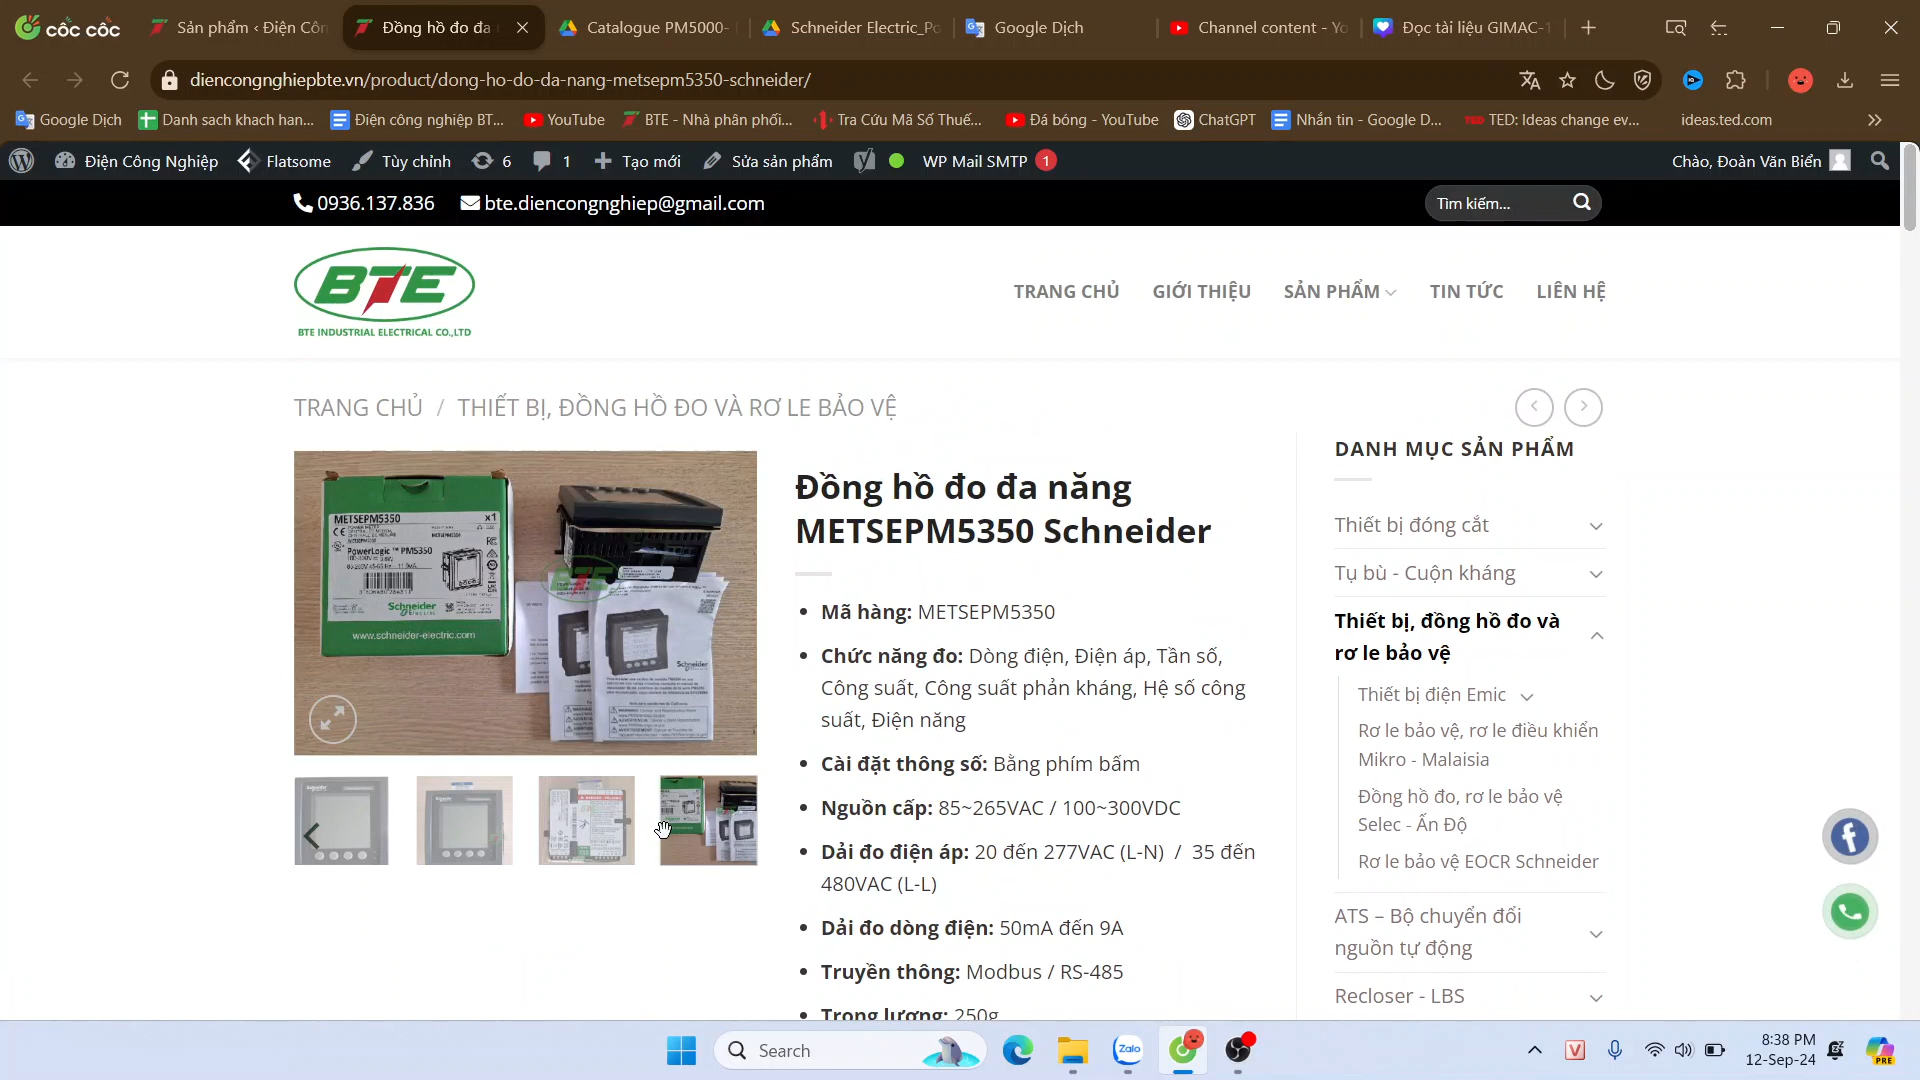 cốc cốc
Sản phẩm ‹ Điện Côn
Đồng hồ đo đa
Catalogue PM5000-
Schneider Electric_Po
Google Dịch
Channel content - Yo
Đọc tài liệu GIMAC-1
diencongnghiepbte.vn/product/dong-ho-do-da-nang-metsepm5350-schneider/
Google Dịch
Danh sach khach han...
Điện công nghiệp BT...
YouTube
BTE - Nhà phân phối...
Tra Cứu Mã Số Thuế...
Đá bóng - YouTube
ChatGPT
Nhắn tin - Google D...
TED: Ideas change ev...
ideas.ted.com
Điện Công Nghiệp
Flatsome
Tùy chỉnh
6
1
Tạo mới
Sửa sản phẩm
WP Mail SMTP 1
Chào, Đoàn Văn Biển
0936.137.836
bte.diencongnghiep@gmail.com
Tìm kiếm...
BTE
BTE INDUSTRIAL ELECTRICAL CO.,LTD
TRANG CHỦ
GIỚI THIỆU
SẢN PHẨM
TIN TỨC
LIÊN HỆ
TRANG CHỦ / THIẾT BỊ, ĐỒNG HỒ ĐO VÀ RƠ LE BẢO VỆ
METSEPM5350 x1
PowerLogic™ PM5350
Schneider
www.schneider-electric.com
BTE
Schneider
Đồng hồ đo đa năng
METSEPM5350 Schneider
Mã hàng: METSEPM5350
Chức năng đo: Dòng điện, Điện áp, Tần số,
Công suất, Công suất phản kháng, Hệ số công
suất, Điện năng
Cài đặt thông số: Bằng phím bấm
Nguồn cấp: 85~265VAC / 100~300VDC
Dải đo điện áp: 20 đến 277VAC (L-N) / 35 đến
480VAC (L-L)
Dải đo dòng điện: 50mA đến 9A
Truyền thông: Modbus / RS-485
Trọng lượng: 250g
DANH MỤC SẢN PHẨM
Thiết bị đóng cắt
Tụ bù - Cuộn kháng
Thiết bị, đồng hồ đo và
rơ le bảo vệ
Thiết bị điện Emic
Rơ le bảo vệ, rơ le điều khiển
Mikro - Malaisia
Đồng hồ đo, rơ le bảo vệ
Selec - Ấn Độ
Rơ le bảo vệ EOCR Schneider
ATS – Bộ chuyển đổi
nguồn tự động
Recloser - LBS
Search
Zalo
V
8:38 PM
12-Sep-24
PRE